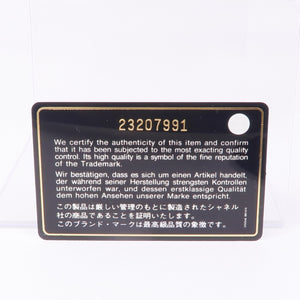 23207991
We certify the authenticity of this item and confirm
that it has been subjected to the most exacting quality
control. Its high quality is a symbol of the fine reputation
of the Trademark.
Wir bestätigen, dass es sich um einen Artikel handelt,
der während seiner Herstellung strengsten Kontrollen
unterworfen war, und dessen erstklassige Qualität
dem hohen Ansehen unserer Marke entspricht.
この製品は厳しい管理のもとに製造されたシャネル
社の商品であることを証明いたします。
このブランド・マークは最高級品の象徴です。